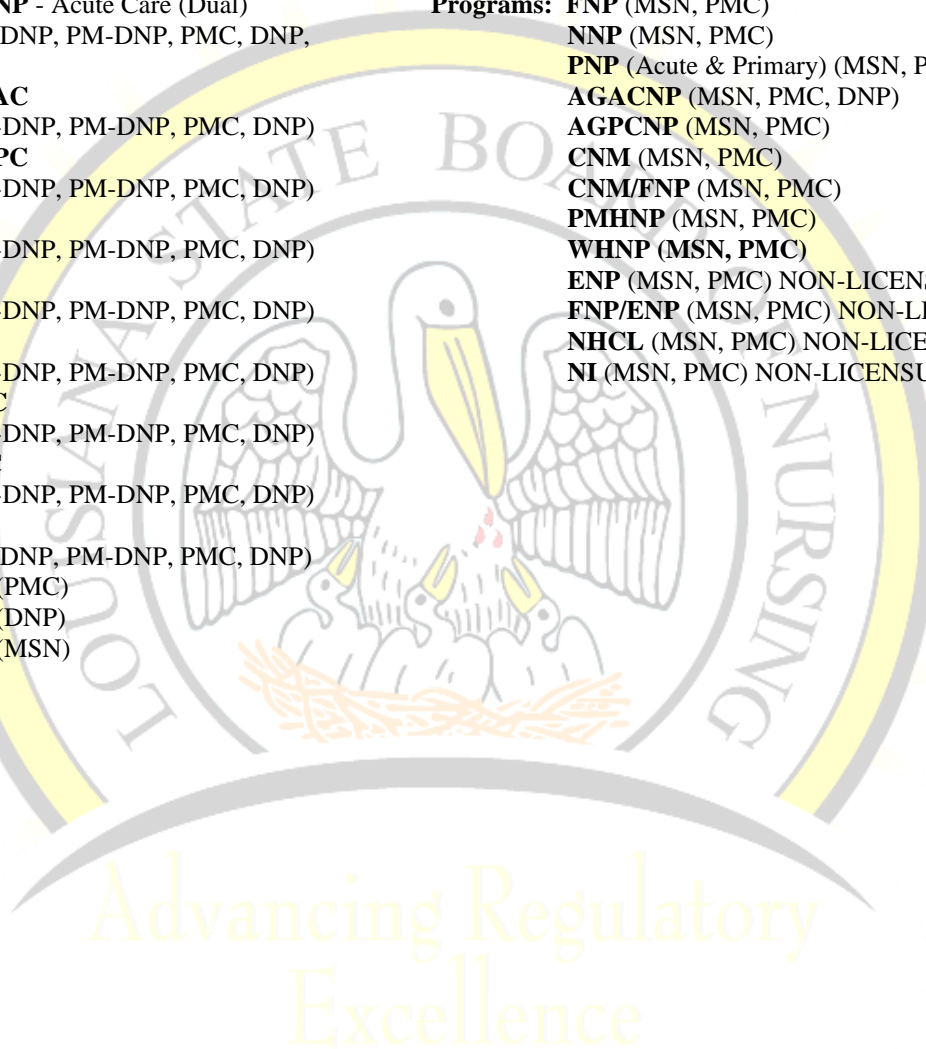 NP - Acute Care (Dual)
DNP, PM-DNP, PMC, DNP,
AC
-DNP, PM-DNP, PMC, DNP)
PC
-DNP, PM-DNP, PMC, DNP)
-DNP, PM-DNP, PMC, DNP)
-DNP, PM-DNP, PMC, DNP)
-DNP, PM-DNP, PMC, DNP)
C
-DNP, PM-DNP, PMC, DNP)
-DNP, PM-DNP, PMC, DNP)
DNP, PM-DNP, PMC, DNP)
(PMC)
(DNP)
(MSN)
Programs: FNP (MSN, PMC)
NNP (MSN, PMC)
PNP (Acute & Primary) (MSN, P
AGACNP (MSN, PMC, DNP)
AGPCNP (MSN, PMC)
CNM (MSN, PMC)
CNM/FNP (MSN, PMC)
PMHNP (MSN, PMC)
WHNP (MSN, PMC)
ENP (MSN, PMC) NON-LICENS
FNP/ENP (MSN, PMC) NON-LI
NHCL (MSN, PMC) NON-LICE
NI (MSN, PMC) NON-LICENSU
LOUISIANA STATE BOARD OF NURSING
Advancing Regulatory
Excellence